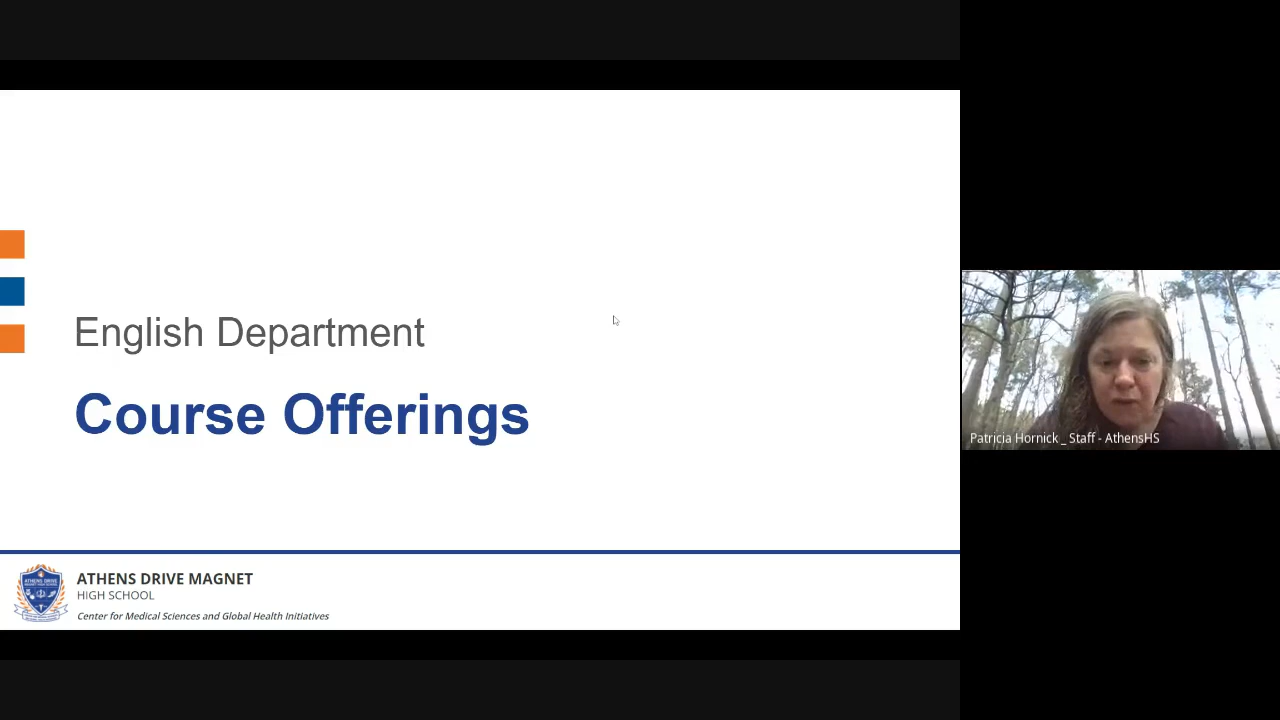 English Department
Course Offerings
ATHENS DRIVE MAGNET
HIGH SCHOOL
Center for Medical Sciences and Global Health Initiatives
Patricia Hornick _ Staff - AthensHS